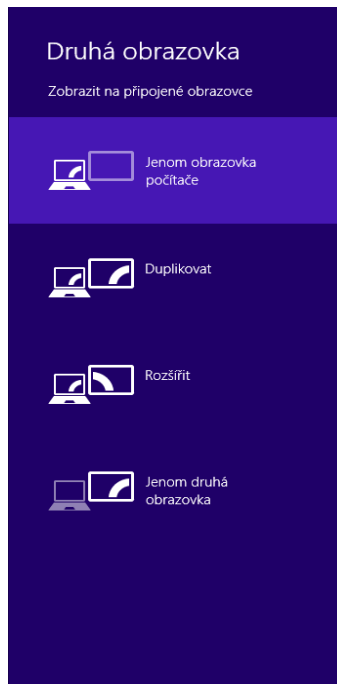 Druhá obrazovka
Zobrazit na připojené obrazovce
Jenom obrazovka
počítače
Duplikovat
Rozšířit
Jenom druhá
obrazovka